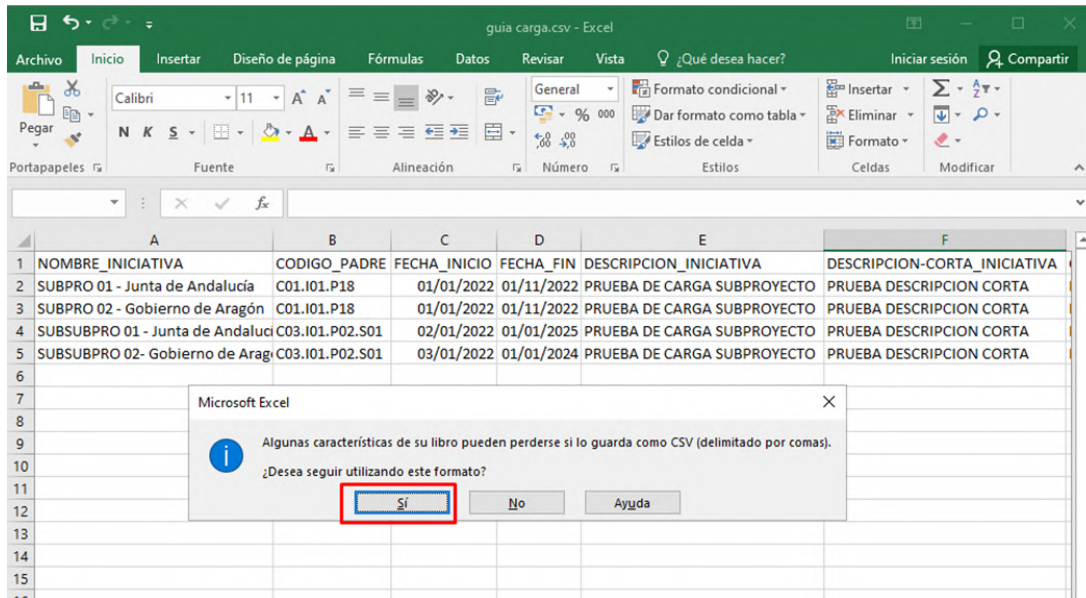 guia carga.csv - Excel
Archivo Inicio Insertar Diseño de página Fórmulas Datos Revisar Vista ¿Qué desea hacer? Iniciar sesión Compartir
Pegar
Calibri 11 A A
N K S A
General
% 000
Formato condicional
Dar formato como tabla
Estilos de celda
Insertar
Eliminar
Formato
Portapapeles Fuente Alineación Número Estilos Celdas Modificar
fx
A B C D E F
1 NOMBRE_INICIATIVA CODIGO_PADRE FECHA_INICIO FECHA_FIN DESCRIPCION_INICIATIVA DESCRIPCION-CORTA_INICIATIVA
2 SUBPRO 01 - Junta de Andalucía C01.I01.P18 01/01/2022 01/11/2022 PRUEBA DE CARGA SUBPROYECTO PRUEBA DESCRIPCION CORTA
3 SUBPRO 02 - Gobierno de Aragón C01.I01.P18 01/01/2022 01/11/2022 PRUEBA DE CARGA SUBPROYECTO PRUEBA DESCRIPCION CORTA
4 SUBSUBPRO 01 - Junta de Andaluci C03.I01.P02.S01 02/01/2022 01/01/2025 PRUEBA DE CARGA SUBPROYECTO PRUEBA DESCRIPCION CORTA
5 SUBSUBPRO 02- Gobierno de Arag C03.I01.P02.S01 03/01/2022 01/01/2024 PRUEBA DE CARGA SUBPROYECTO PRUEBA DESCRIPCION CORTA
6
7
8
9
10
11
12
13
14
15
Microsoft Excel
Algunas características de su libro pueden perderse si lo guarda como CSV (delimitado por comas).
¿Desea seguir utilizando este formato?
Sí No Ayuda